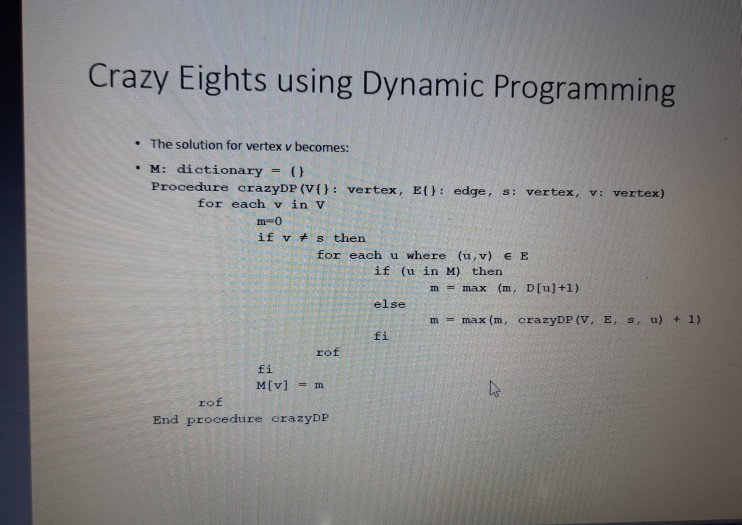 Crazy Eights using Dynamic Programming
• The solution for vertex v becomes:
• M: dictionary = {}
Procedure crazyDP(V{}: vertex, E{}: edge, s: vertex, v: vertex)
for each v in V
m=0
if v ≠ s then
for each u where (u,v) ∈ E
if (u in M) then
m = max (m, D[u]+1)
else
m = max(m, crazyDP(V, E, s, u) + 1)
fi
rof
fi
M[v] = m
rof
End procedure crazyDP